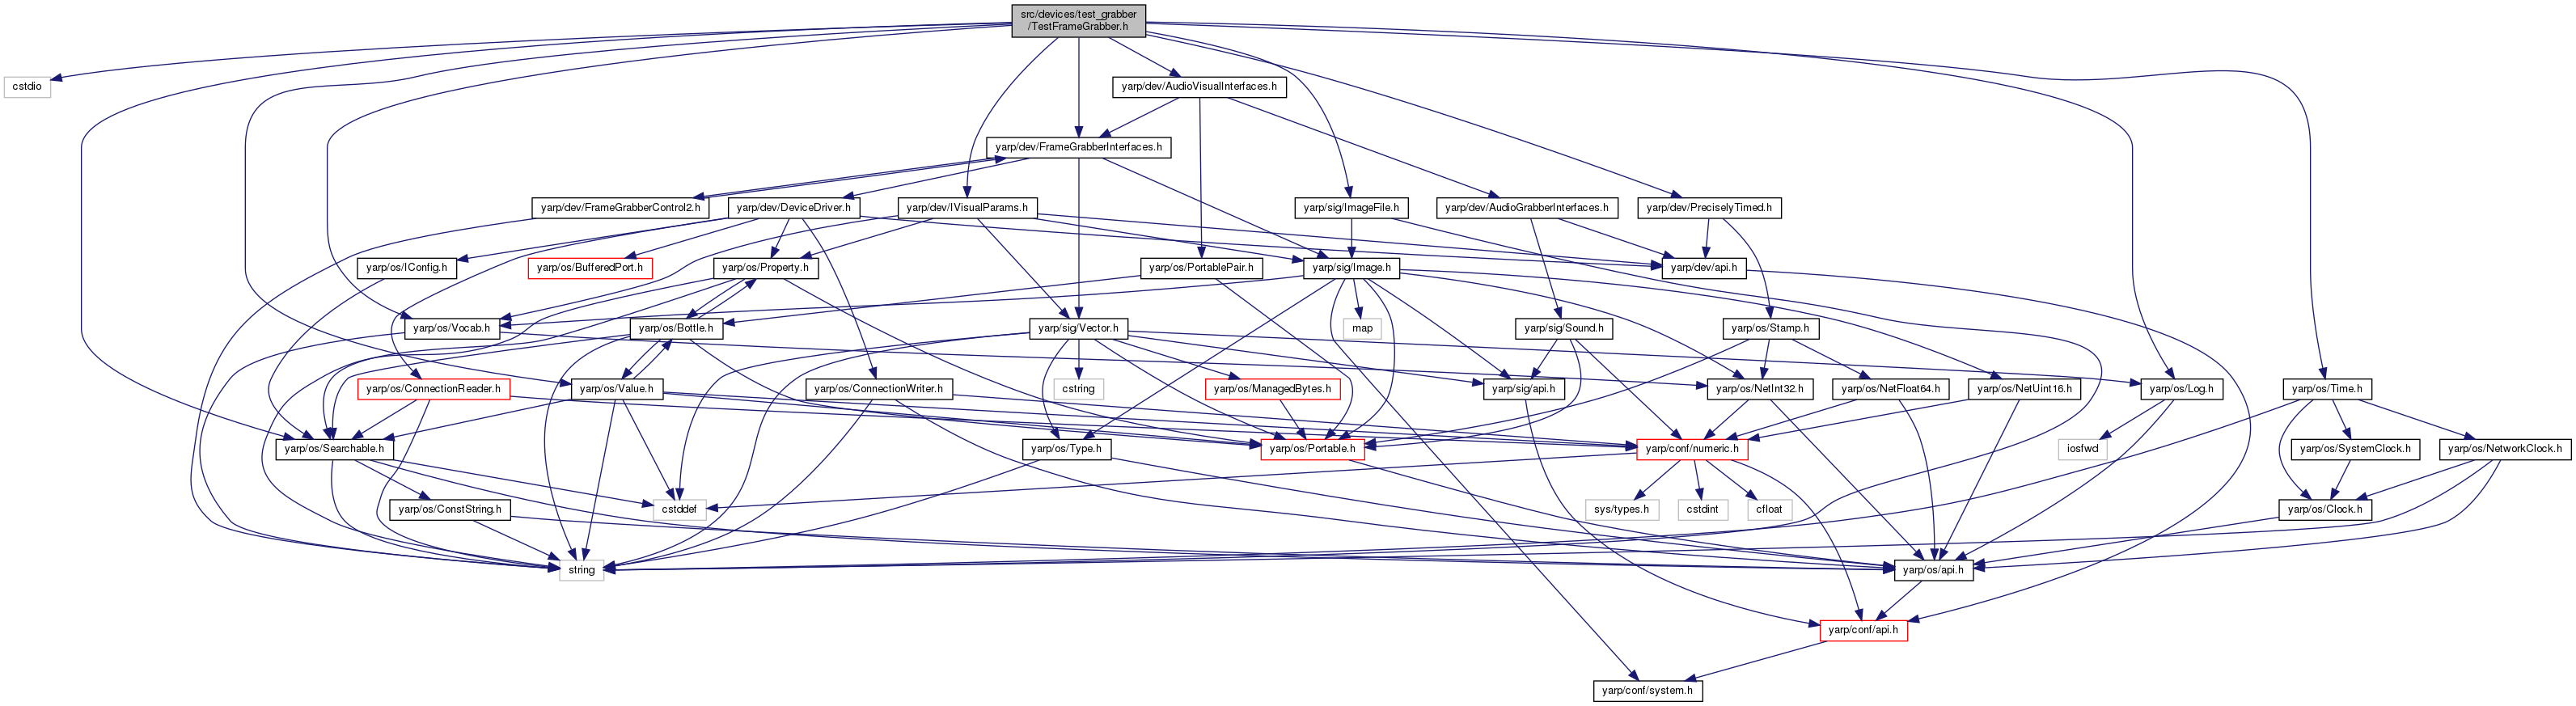 src/devices/test_grabber
/TestFrameGrabber.h
cstdio
yarp/dev/AudioVisualInterfaces.h
yarp/dev/FrameGrabberInterfaces.h
yarp/dev/FrameGrabberControl2.h
yarp/dev/DeviceDriver.h
yarp/dev/IVisualParams.h
yarp/sig/ImageFile.h
yarp/dev/AudioGrabberInterfaces.h
yarp/dev/PreciselyTimed.h
yarp/os/IConfig.h
yarp/os/BufferedPort.h
yarp/os/Property.h
yarp/os/PortablePair.h
yarp/sig/Image.h
yarp/dev/api.h
yarp/os/Vocab.h
yarp/os/Bottle.h
yarp/sig/Vector.h
map
yarp/sig/Sound.h
yarp/os/Stamp.h
yarp/os/ConnectionReader.h
yarp/os/Value.h
yarp/os/ConnectionWriter.h
cstring
yarp/os/ManagedBytes.h
yarp/sig/api.h
yarp/os/NetInt32.h
yarp/os/NetFloat64.h
yarp/os/NetUint16.h
yarp/os/Log.h
yarp/os/Time.h
yarp/os/Searchable.h
yarp/os/Type.h
yarp/os/Portable.h
yarp/conf/numeric.h
iosfwd
yarp/os/SystemClock.h
yarp/os/NetworkClock.h
yarp/os/ConstString.h
cstddef
sys/types.h
cstdint
cfloat
yarp/os/Clock.h
string
yarp/os/api.h
yarp/conf/api.h
yarp/conf/system.h